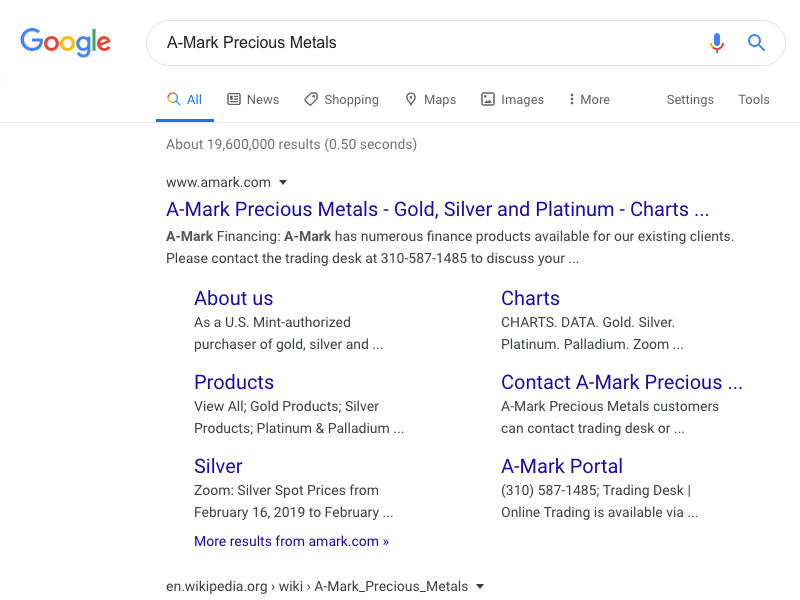 Google
A-Mark Precious Metals
All News Shopping Maps Images More Settings Tools
About 19,600,000 results (0.50 seconds)
www.amark.com
A-Mark Precious Metals - Gold, Silver and Platinum - Charts ...
A-Mark Financing: A-Mark has numerous finance products available for our existing clients.
Please contact the trading desk at 310-587-1485 to discuss your ...
About us
As a U.S. Mint-authorized
purchaser of gold, silver and ...
Charts
CHARTS. DATA. Gold. Silver.
Platinum. Palladium. Zoom ...
Products
View All; Gold Products; Silver
Products; Platinum & Palladium ...
Contact A-Mark Precious ...
A-Mark Precious Metals customers
can contact trading desk or ...
Silver
Zoom: Silver Spot Prices from
February 16, 2019 to February ...
A-Mark Portal
(310) 587-1485; Trading Desk |
Online Trading is available via ...
More results from amark.com »
en.wikipedia.org › wiki › A-Mark_Precious_Metals